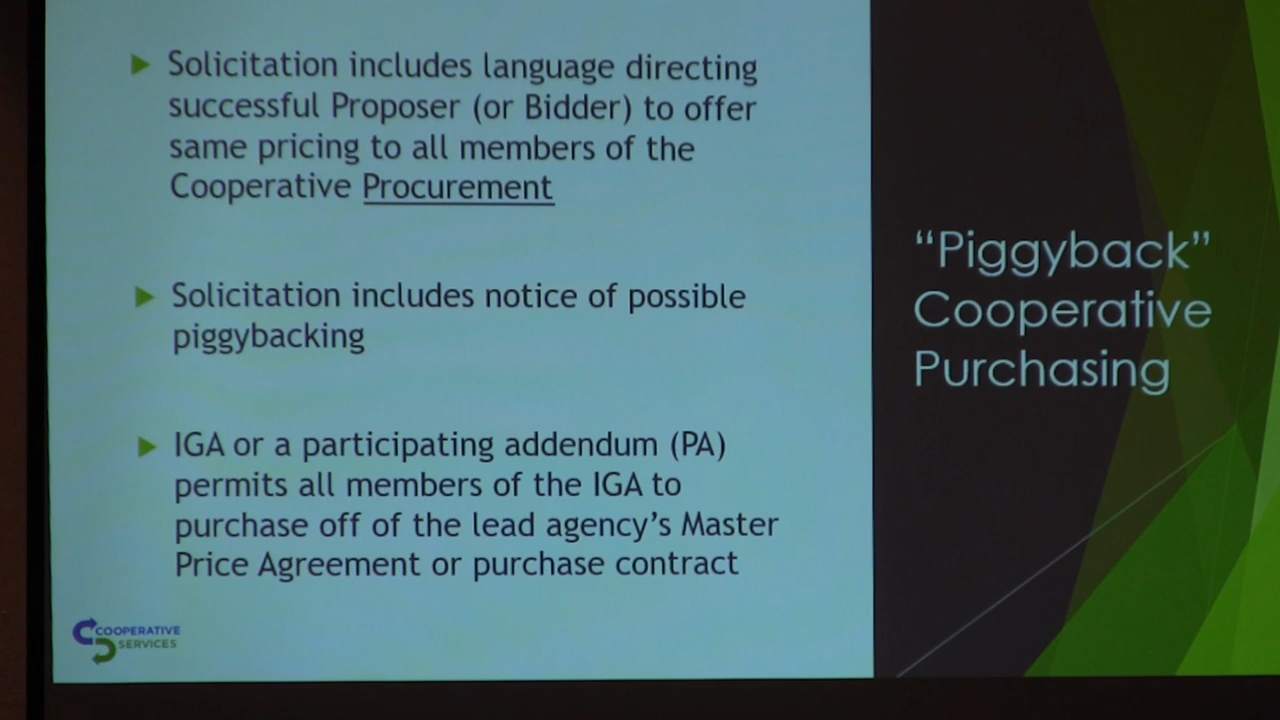 Solicitation includes language directing
successful Proposer (or Bidder) to offer
same pricing to all members of the
Cooperative Procurement
Solicitation includes notice of possible
piggybacking
IGA or a participating addendum (PA)
permits all members of the IGA to
purchase off of the lead agency’s Master
Price Agreement or purchase contract
COOPERATIVE
SERVICES
“Piggyback”
Cooperative
Purchasing